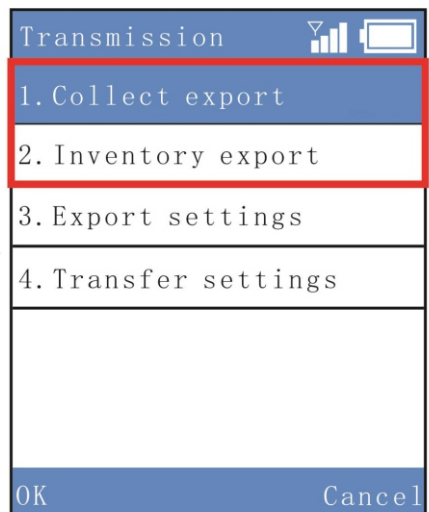 Transmission
1.Collect export
2.Inventory export
3.Export settings
4.Transfer settings
OK Cancel